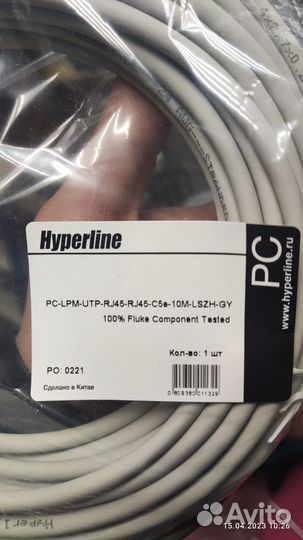 Hyperline
PC
www.hyperline.ru
PC-LPM-UTP-RJ45-RJ45-C5e-10M-LSZH-GY
100% Fluke Component Tested
Кол-во: 1 шт
PO: 0221
Сделано в Китае
Avito
15.04.2023 10:26